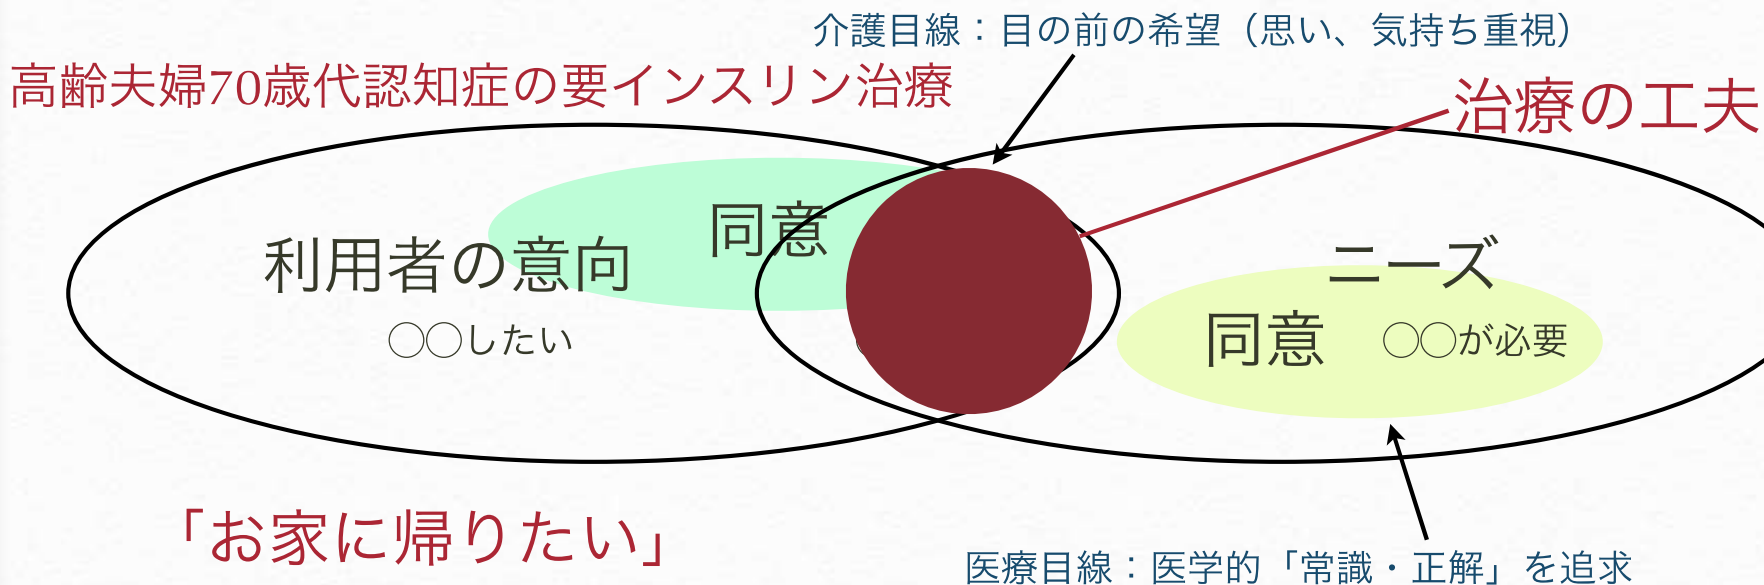 介護目線：目の前の希望（思い、気持ち重視）
高齢夫婦70歳代認知症の要インスリン治療
治療の工夫
同意
利用者の意向
ニーズ
同意
○○したい
○○が必要
「お家に帰りたい」
医療目線：医学的「常識・正解」を追求